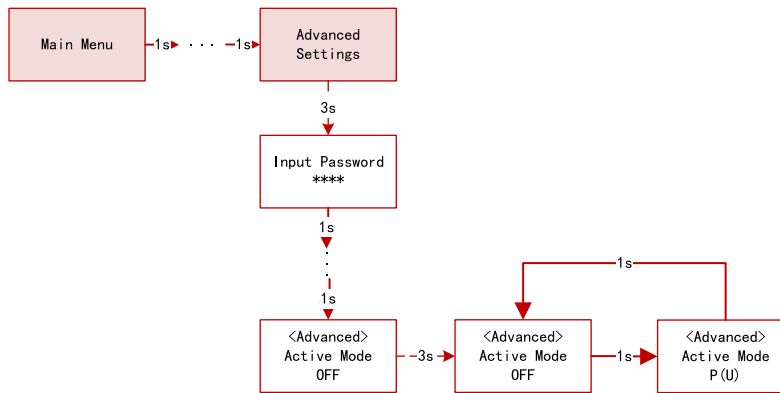 Main Menu
1s
· · ·
1s
Advanced
Settings
3s
Input Password
****
1s
· · ·
1s
1s
<Advanced>
Active Mode
OFF
3s
<Advanced>
Active Mode
OFF
1s
<Advanced>
Active Mode
P(U)